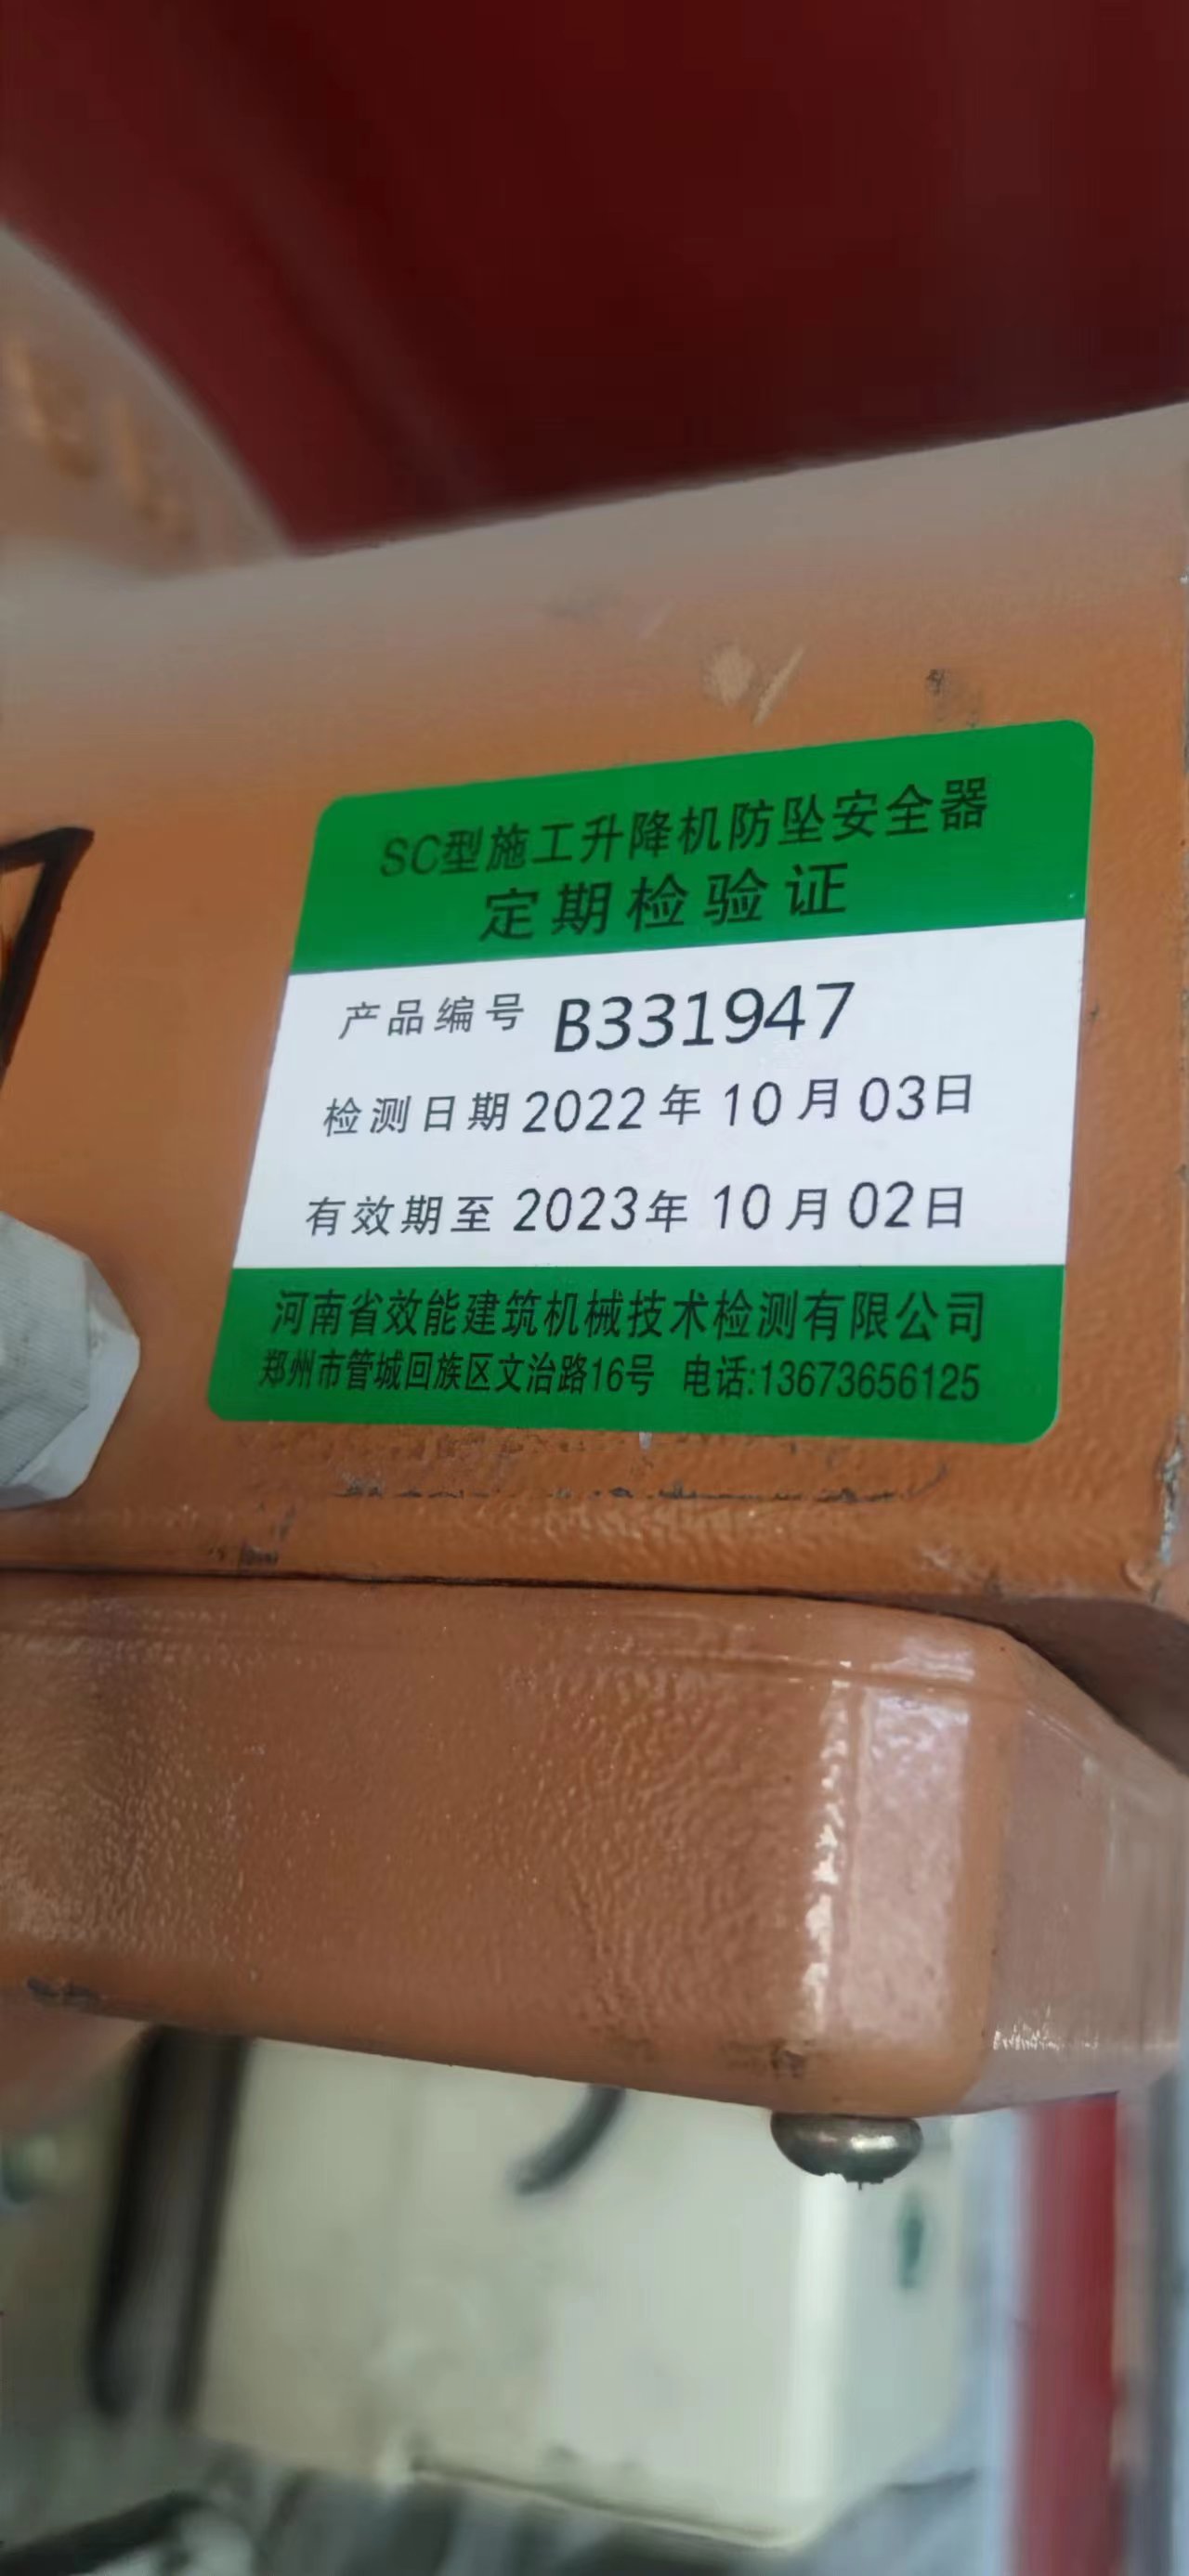 SC型施工升降机防坠安全器
定期检验证
产品编号 B331947
检测日期 2022年 10月 03日
有效期至 2023年 10月 02日
河南省效能建筑机械技术检测有限公司
郑州市管城回族区文治路16号 电话:13673656125